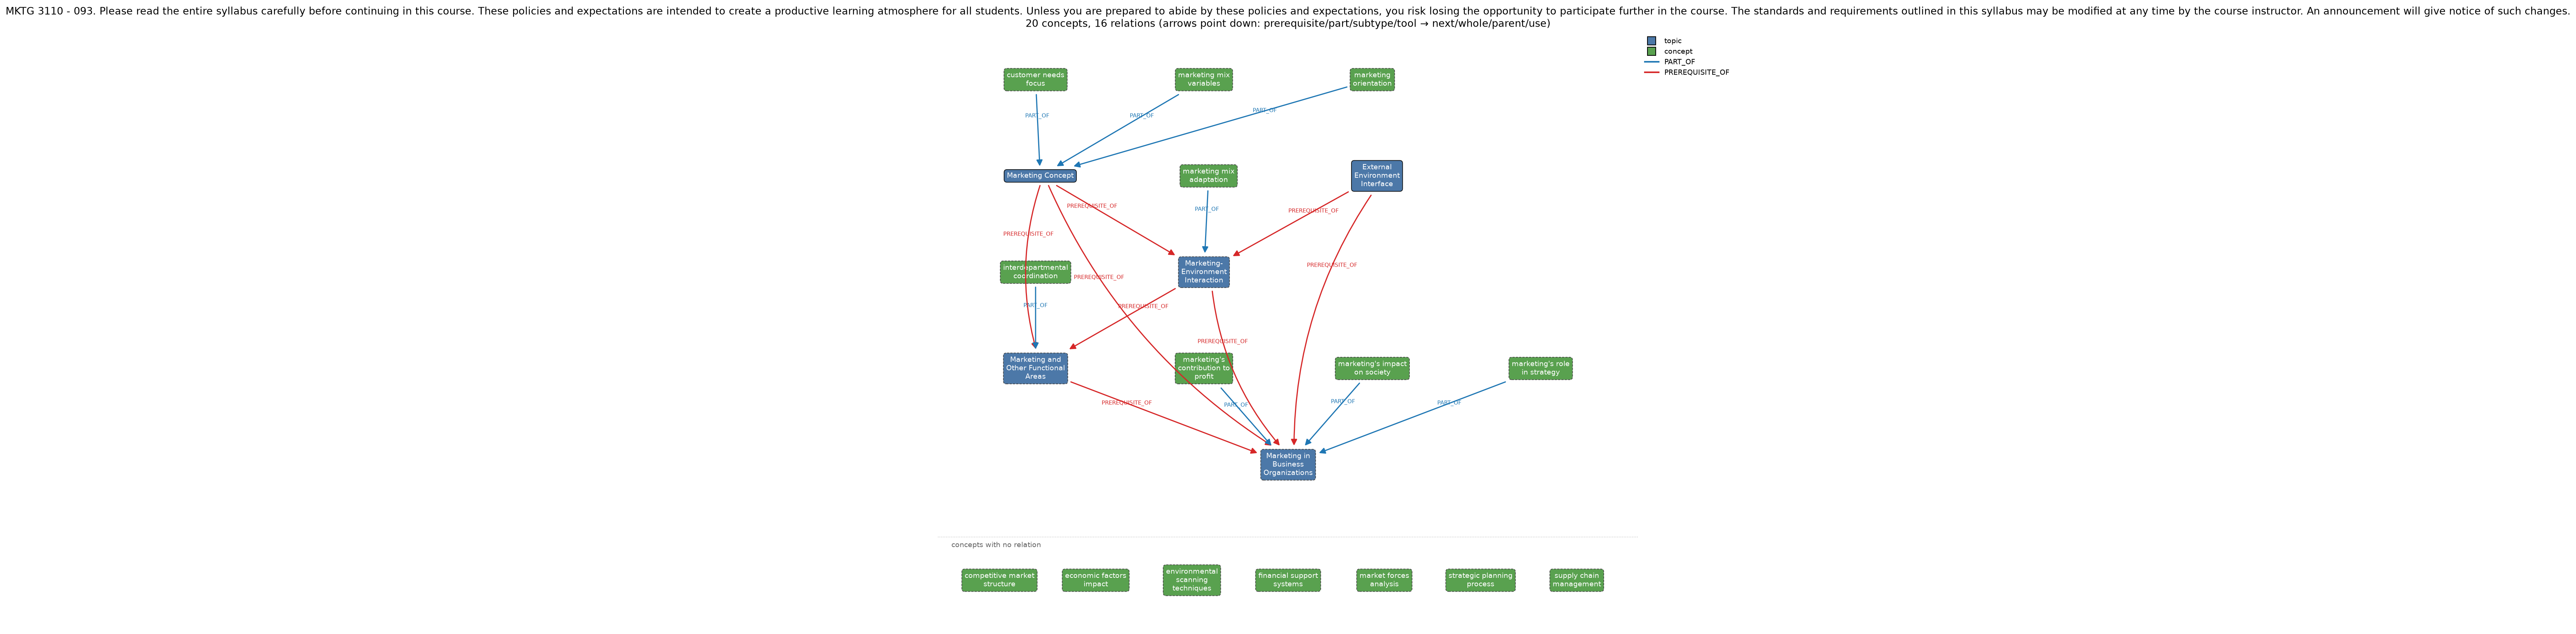 MKTG 3110 - 093. Please read the entire syllabus carefully before continuing in this course. These policies and expectations are intended to create a productive learning atmosphere for all students. Unless you are prepared to abide by these policies and expectations, you risk losing the opportunity to participate further in the course. The standards and requirements outlined in this syllabus may be modified at any time by the course instructor. An announcement will give notice of such changes.
20 concepts, 16 relations (arrows point down: prerequisite/part/subtype/tool → next/whole/parent/use)
topic
concept
PART_OF
PREREQUISITE_OF
customer needs
focus
marketing mix
variables
marketing
orientation
PART_OF
PART_OF
PART_OF
Marketing Concept
marketing mix
adaptation
External
Environment
Interface
PREREQUISITE_OF
PART_OF
PREREQUISITE_OF
PREREQUISITE_OF
interdepartmental
coordination
PREREQUISITE_OF
Marketing-
Environment
Interaction
PREREQUISITE_OF
PART_OF
PREREQUISITE_OF
PREREQUISITE_OF
Marketing and
Other Functional
Areas
marketing's
contribution to
profit
marketing's impact
on society
marketing's role
in strategy
PREREQUISITE_OF
PART_OF
PART_OF
PART_OF
Marketing in
Business
Organizations
concepts with no relation
competitive market
structure
economic factors
impact
environmental
scanning
techniques
financial support
systems
market forces
analysis
strategic planning
process
supply chain
management